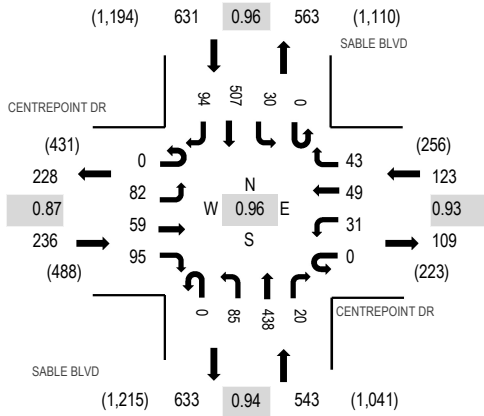 (1,194) 631 0.96 563 (1,110)
SABLE BLVD
94 507 30 0
CENTREPOINT DR
(431) (256)
0 43
228 123
82 N 49
0.87 W 0.96 E 0.93
59 31
236 S 109
95 0
(488) (223)
0 85 438 20
CENTREPOINT DR
SABLE BLVD
(1,215) 633 0.94 543 (1,041)